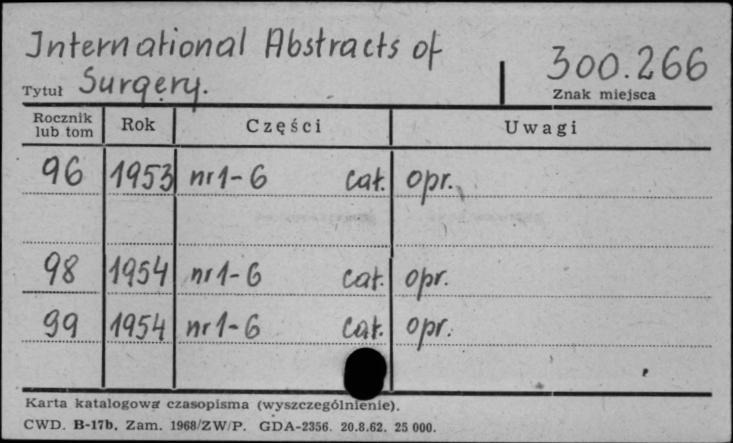 International Abstracts of
Tytuł Surgery.
300.266
Znak miejsca
Rocznik lub tom Rok Części Uwagi
96 1953 nr 1-6 cał. opr.
98 1954 nr 1-6 cał. opr.
99 1954 nr 1-6 cał. opr.
Karta katalogowa czasopisma (wyszczególnienie).
CWD. B-17b. Zam. 1968/ZW/P. GDA-2356. 20.8.62. 25 000.